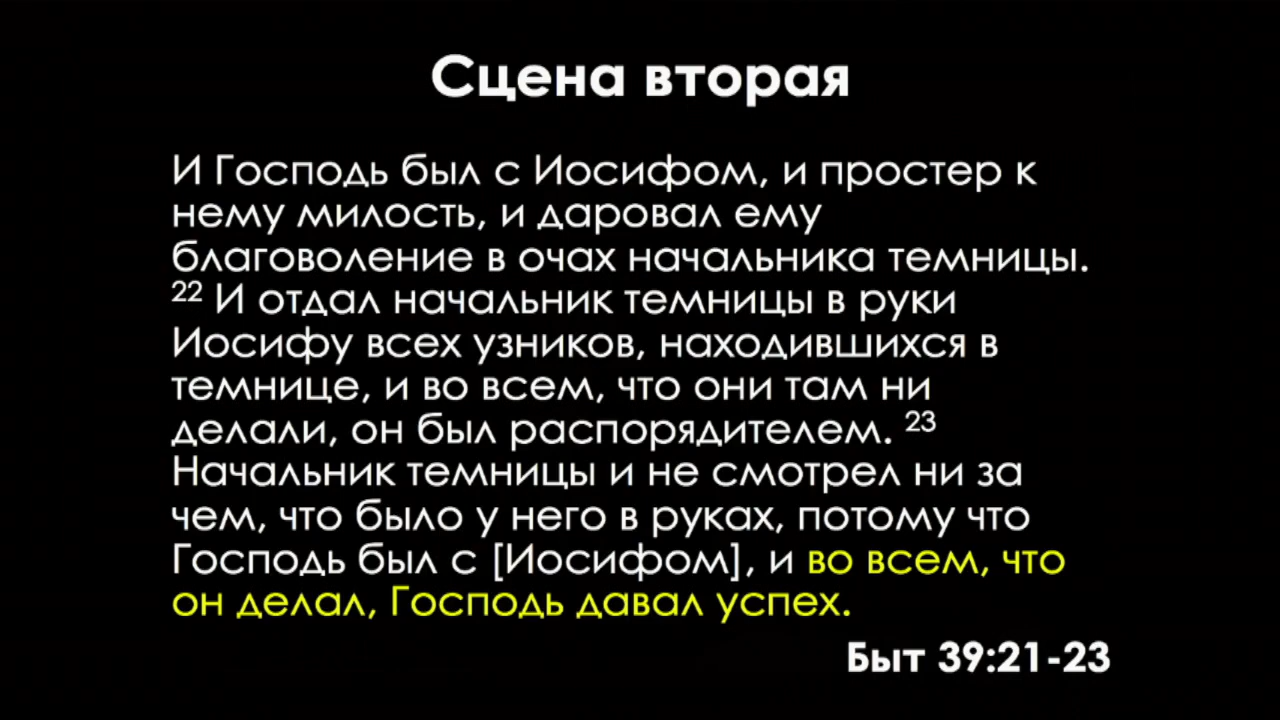 Сцена вторая
И Господь был с Иосифом, и простер к
нему милость, и даровал ему
благоволение в очах начальника темницы.
22 И отдал начальник темницы в руки
Иосифу всех узников, находившихся в
темнице, и во всем, что они там ни
делали, он был распорядителем. 23
Начальник темницы и не смотрел ни за
чем, что было у него в руках, потому что
Господь был с [Иосифом], и во всем, что
он делал, Господь давал успех.
Быт 39:21-23